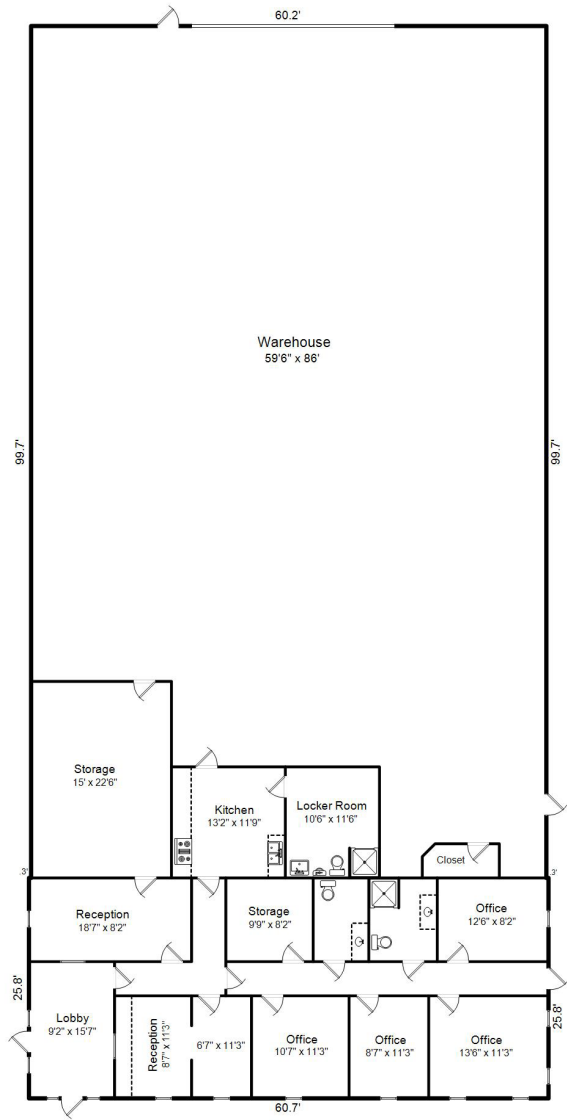 60.2'
Warehouse
59'6" x 86'
99.7'
99.7'
Storage
15' x 22'6"
Kitchen
13'2" x 11'9"
Locker Room
10'6" x 11'6"
Closet
.3'
.3'
Reception
18'7" x 8'2"
Storage
9'9" x 8'2"
Office
12'6" x 8'2"
25.8'
25.8'
Lobby
9'2" x 15'7"
Reception
8'7" x 11'3"
6'7" x 11'3"
Office
10'7" x 11'3"
Office
8'7" x 11'3"
Office
13'6" x 11'3"
60.7'